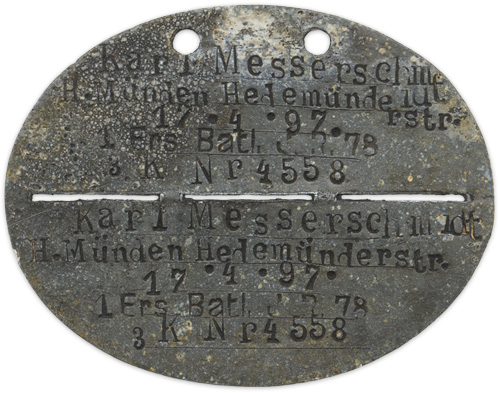 Karl Messerschmidt
H.Münden Hedemünderstr.
17.4.97.
1 Ers Batl. J.R.78
3 K Nr 4558
Karl Messerschmidt
H.Münden Hedemünderstr.
17.4.97.
1 Ers Batl. J.R.78
3 K Nr 4558